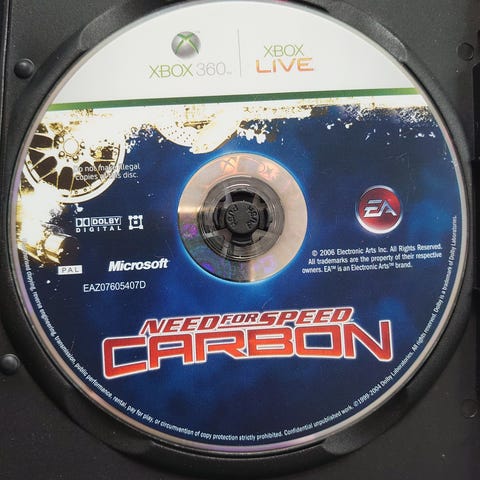 XBOX 360™
XBOX
LIVE
Do not make illegal
copies of this disc.
DOLBY
DIGITAL
EA
© 2006 Electronic Arts Inc. All Rights Reserved.
All trademarks are the property of their respective
owners. EA™ is an Electronic Arts™ brand.
PAL
Microsoft
EAZ07605407D
NEED FOR SPEED
CARBON
transmission, public performance, rental, pay for play, or circumvention of copy protection strictly prohibited. Confidential unpublished work. ©1999-2004 Dolby Laboratories. All rights reserved. Dolby is a trademark of Dolby Laboratories.